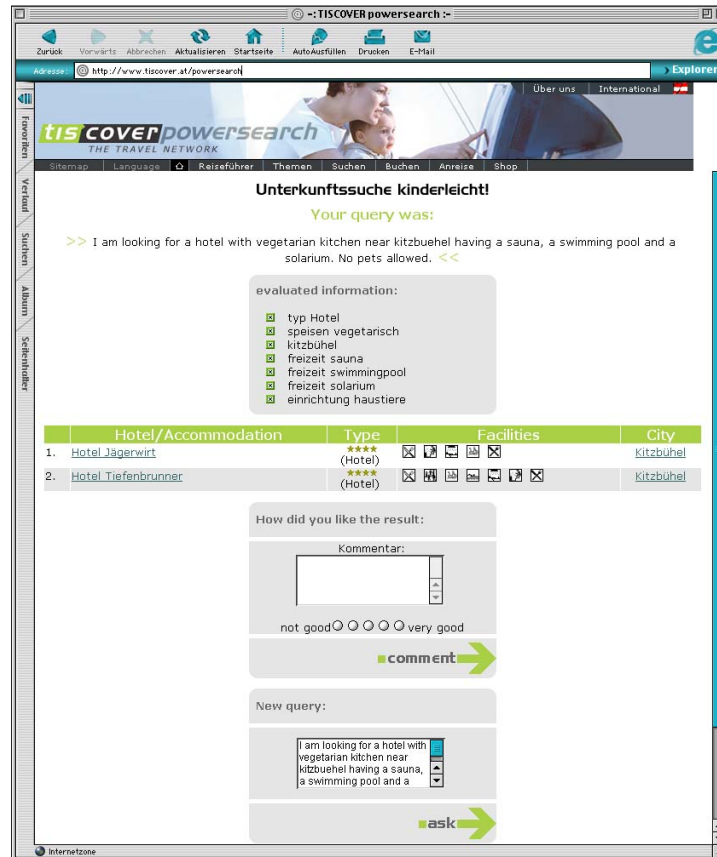 -: TISCOVER powersearch :-
Zurück Vorwärts Abbrechen Aktualisieren Startseite AutoAusfüllen Drucken E-Mail
Adresse: http://www.tiscover.at/powersearch Explorer
Über uns International
tiscover powersearch
THE TRAVEL NETWORK
Sitemap Language Reiseführer Themen Suchen Buchen Anreise Shop
Favoriten
Verlauf
Suchen
Album
Seitenhalter
Unterkunftssuche kinderleicht!
Your query was:
>> I am looking for a hotel with vegetarian kitchen near kitzbuehel having a sauna, a swimming pool and a
solarium. No pets allowed. <<
evaluated information:
typ Hotel
speisen vegetarisch
kitzbühel
freizeit sauna
freizeit swimmingpool
freizeit solarium
einrichtung haustiere
Hotel/Accommodation Type Facilities City
1. Hotel Jägerwirt **** Kitzbühel
(Hotel)
2. Hotel Tiefenbrunner **** Kitzbühel
(Hotel)
How did you like the result:
Kommentar:
not good very good
comment
New query:
I am looking for a hotel with
vegetarian kitchen near
kitzbuehel having a sauna,
a swimming pool and a
ask
Internetzone